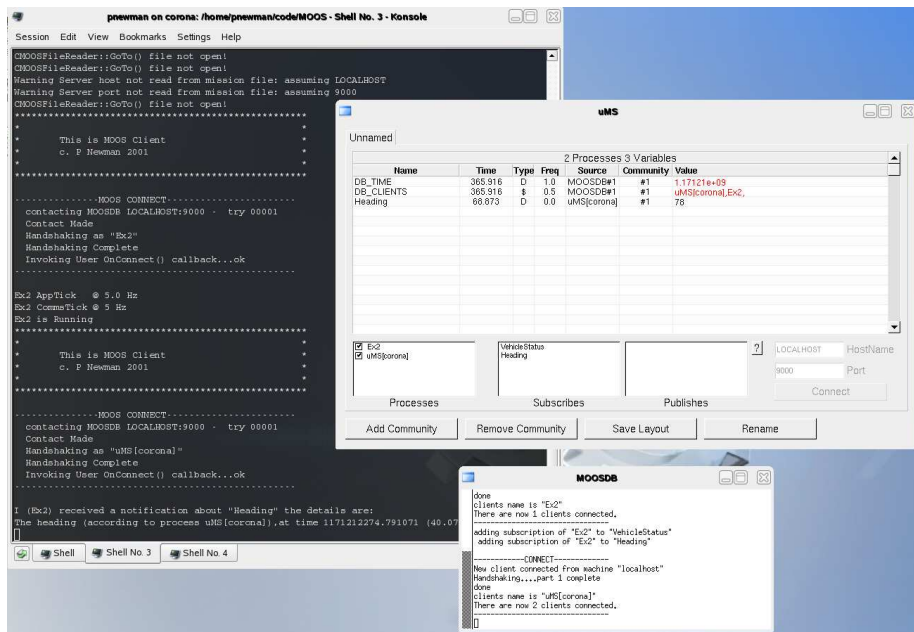 pnewman on corona: /home/pnewman/code/MOOS - Shell No. 3 - Konsole
Session Edit View Bookmarks Settings Help
CMOOSFileReader::GoTo() file not open!
CMOOSFileReader::GoTo() file not open!
Warning Server host not read from mission file: assuming LOCALHOST
Warning Server port not read from mission file: assuming 9000
CMOOSFileReader::GoTo() file not open!
****************************************************
* *
* This is MOOS Client *
* c. P Newman 2001 *
* *
****************************************************
---------------MOOS CONNECT-----------------------
contacting MOOSDB LOCALHOST:9000 - try 00001
Contact Made
Handshaking as "Ex2"
Handshaking Complete
Invoking User OnConnect() callback...ok
--------------------------------------------------
Ex2 AppTick @ 5.0 Hz
Ex2 CommsTick @ 5 Hz
Ex2 is Running
****************************************************
* *
* This is MOOS Client *
* c. P Newman 2001 *
* *
****************************************************
---------------MOOS CONNECT-----------------------
contacting MOOSDB LOCALHOST:9000 - try 00001
Contact Made
Handshaking as "uMS[corona]"
Handshaking Complete
Invoking User OnConnect() callback...ok
--------------------------------------------------
I (Ex2) received a notification about "Heading" the details are:
The heading (according to process uMS[corona]),at time 1171212274.791071 (40.07
Shell Shell No. 3 Shell No. 4
uMS
Unnamed
2 Processes 3 Variables
Name Time Type Freq Source Community Value
DB_TIME 365.916 D 1.0 MOOSDB#1 #1 1.17121e+09
DB_CLIENTS 365.916 $ 0.5 MOOSDB#1 #1 uMS[corona],Ex2,
Heading 68.873 D 0.0 uMS[corona] #1 78
Ex2
uMS[corona]
Processes
VehicleStatus
Heading
Subscribes
Publishes
?
LOCALHOST HostName
9000 Port
Connect
Add Community Remove Community Save Layout Rename
MOOSDB
done
clients name is "Ex2"
There are now 1 clients connected.
--------------------------------
adding subscription of "Ex2" to "VehicleStatus"
adding subscription of "Ex2" to "Heading"
------------CONNECT-------------
New client connected from machine "localhost"
Handshaking....part 1 complete
done
clients name is "uMS[corona]"
There are now 2 clients connected.
--------------------------------